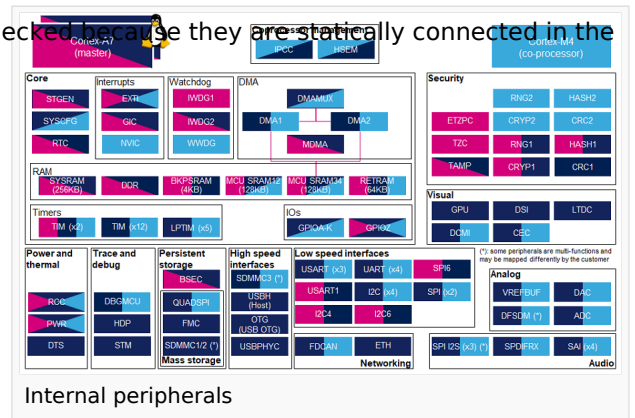 ecked because they are statically connected in the
Cortex-A7
(master)
Coprocessor management
IPCC
HSEM
Cortex-M4
(co-processor)
Core
STGEN
SYSCFG
RTC
Interrupts
EXTI
GIC
NVIC
Watchdog
IWDG1
IWDG2
WWDG
DMA
DMAMUX
DMA1
DMA2
MDMA
Security
RNG2
HASH2
ETZPC
CRYP2
CRC2
TZC
RNG1
HASH1
TAMP
CRYP1
CRC1
RAM
SYSRAM
(256KB)
DDR
BKPSRAM
(4KB)
MCU SRAM12
(128KB)
MCU SRAM34
(128KB)
RETRAM
(64KB)
Timers
TIM (x2)
TIM (x12)
LPTIM (x5)
IOs
GPIOA-K
GPIOZ
Visual
GPU
DSI
LTDC
DCMI
CEC
(*): some peripherals are multi-functions and
may be mapped differently by the customer
Power and
thermal
RCC
PWR
DTS
Trace and
debug
DBGMCU
HDP
STM
Persistent
storage
BSEC
QUADSPI
FMC
SDMMC1/2 (*)
Mass storage
High speed
interfaces
SDMMC3 (*)
USBH
(Host)
OTG
(USB OTG)
USBPHYC
Low speed interfaces
USART (x3)
UART (x4)
SPI6
USART1
I2C (x4)
SPI (x2)
I2C4
I2C6
FDCAN
ETH
Networking
Analog
VREFBUF
DAC
DFSDM (*)
ADC
SPI I2S (x3) (*)
SPDIFRX
SAI (x4)
Audio
Internal peripherals